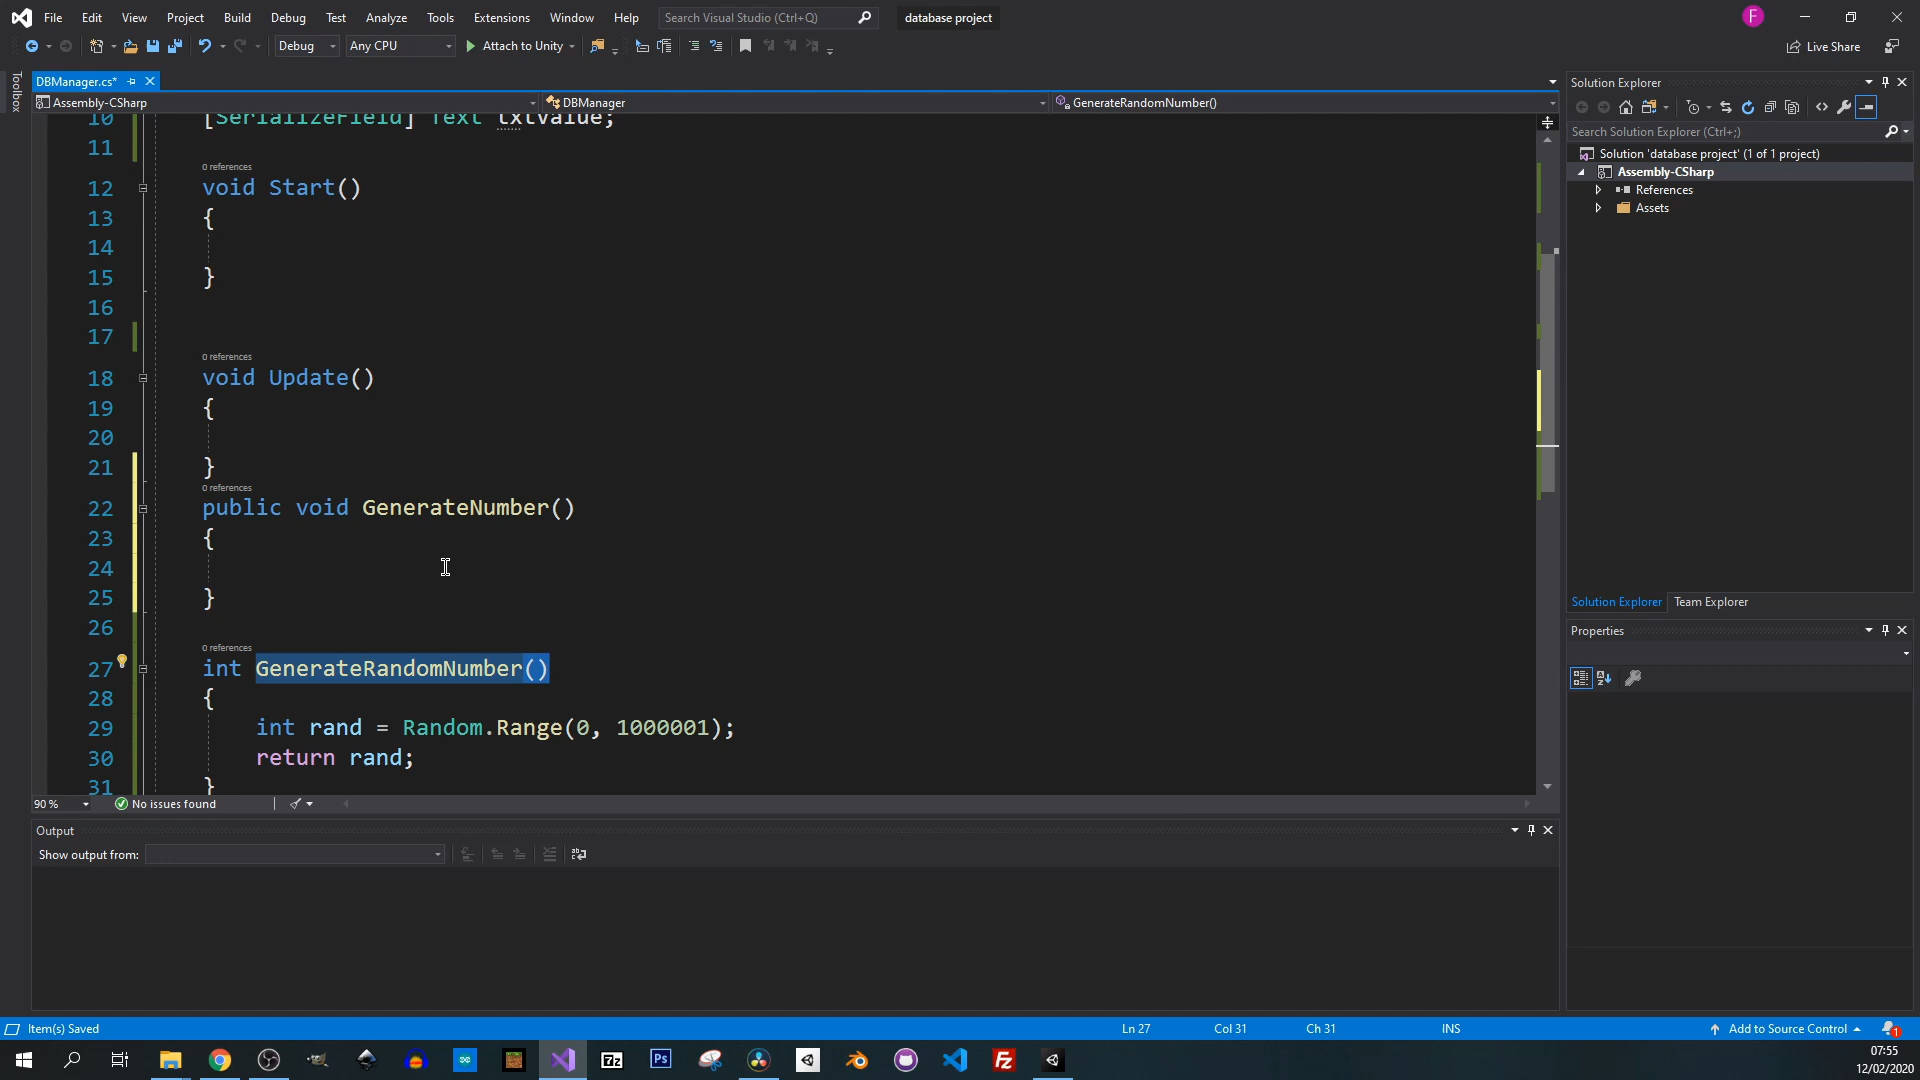 File Edit View Project Build Debug Test Analyze Tools Extensions Window Help Search Visual Studio (Ctrl+Q) database project F
Debug Any CPU Attach to Unity Live Share
Toolbox
DBManager.cs*
Assembly-CSharp DBManager GenerateRandomNumber()
10 [SerializeField] Text txtValue;
11
0 references
12 void Start()
13 {
14
15 }
16
17
0 references
18 void Update()
19 {
20
21 }
0 references
22 public void GenerateNumber()
23 {
24
25 }
26
0 references
27 int GenerateRandomNumber()
28 {
29 int rand = Random.Range(0, 1000001);
30 return rand;
31 }
90 % No issues found
Output
Show output from:
Solution Explorer
Search Solution Explorer (Ctrl+;)
Solution 'database project' (1 of 1 project)
Assembly-CSharp
References
Assets
Solution Explorer Team Explorer
Properties
Item(s) Saved Ln 27 Col 31 Ch 31 INS Add to Source Control 1
7z Ps Fz
07:55
12/02/2020